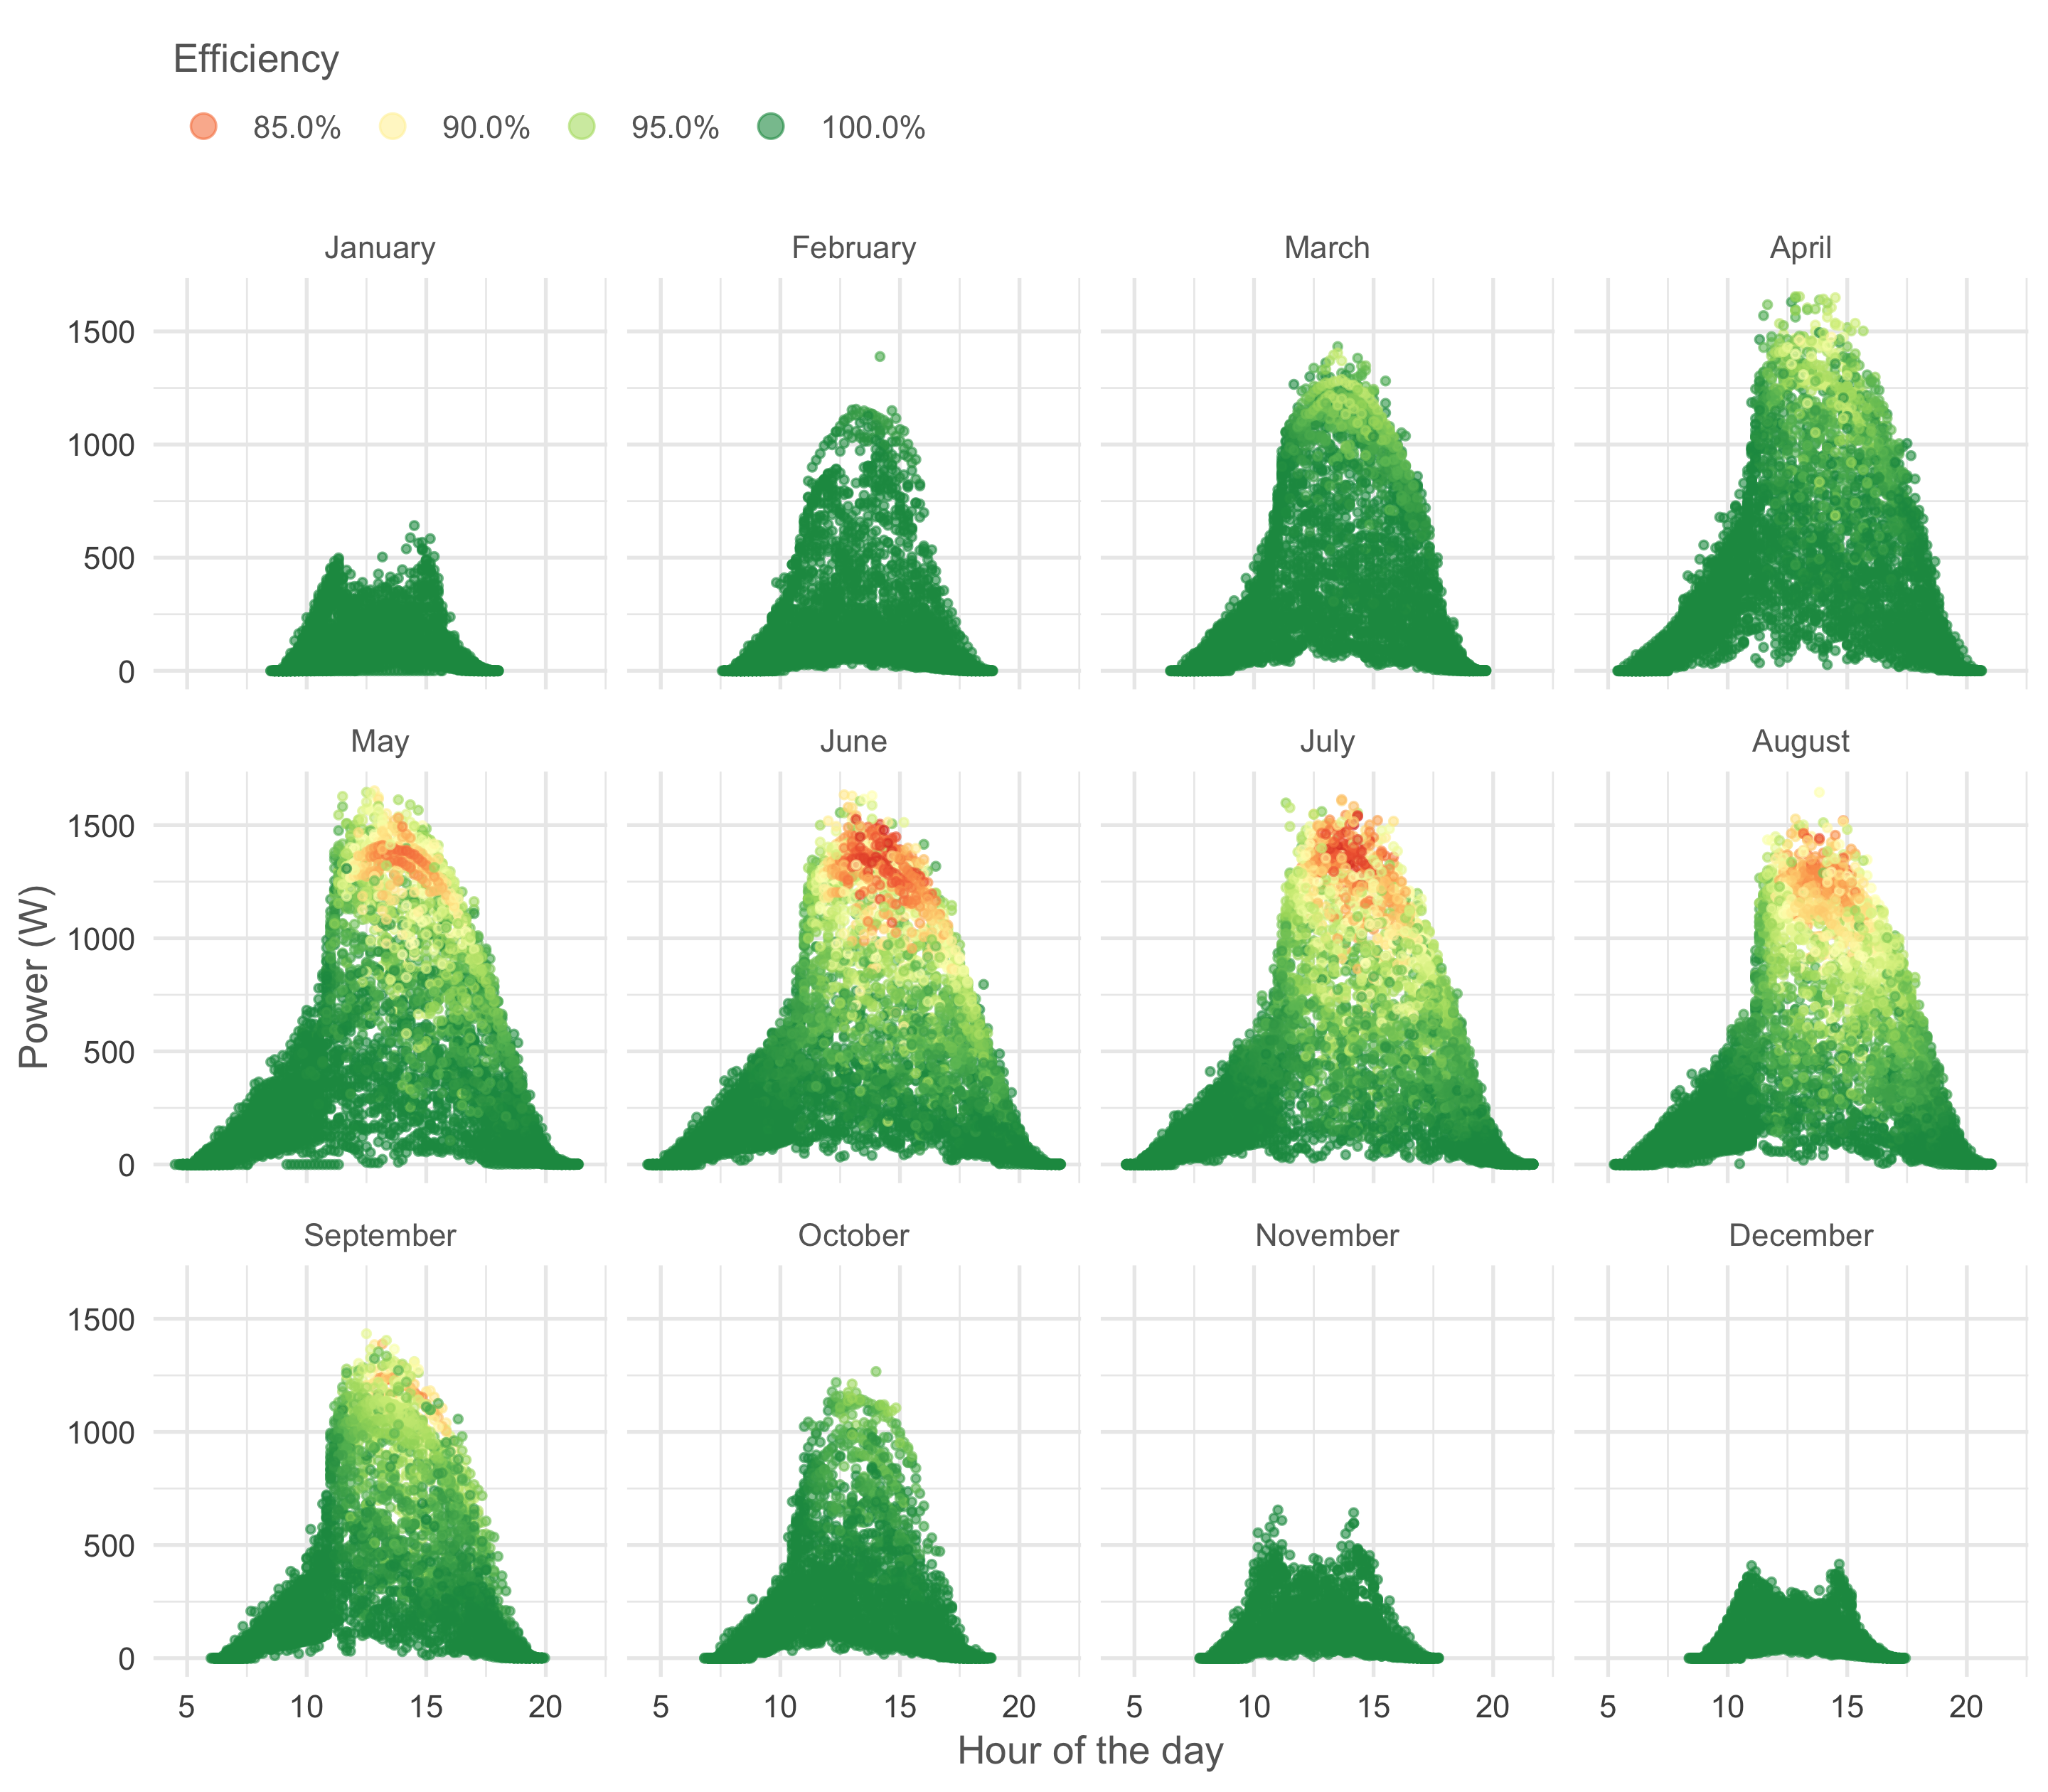 Efficiency
85.0% 90.0% 95.0% 100.0%
January February March April
1500
1000
500
0
May June July August
1500
1000
500
0
Power (W)
September October November December
1500
1000
500
0
5 10 15 20 5 10 15 20 5 10 15 20 5 10 15 20
Hour of the day